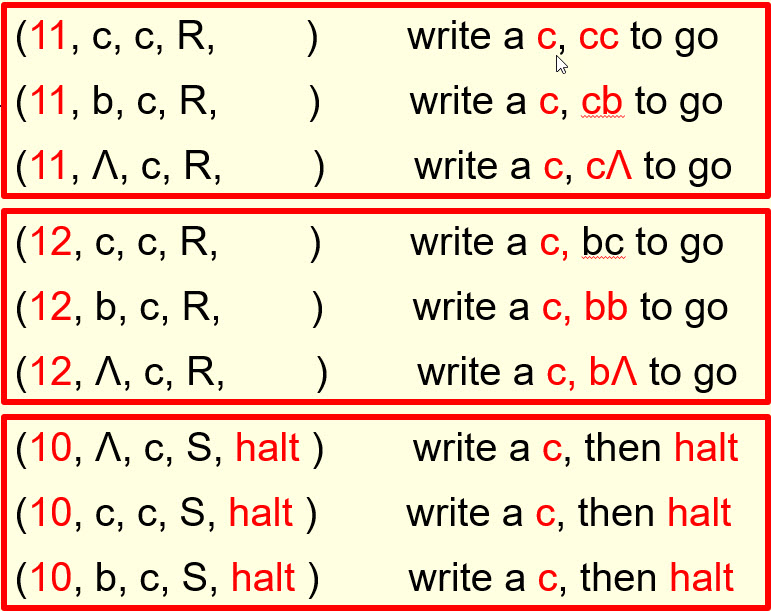 (11, c, c, R, ) write a c, cc to go
(11, b, c, R, ) write a c, cb to go
(11, Λ, c, R, ) write a c, cΛ to go
(12, c, c, R, ) write a c, bc to go
(12, b, c, R, ) write a c, bb to go
(12, Λ, c, R, ) write a c, bΛ to go
(10, Λ, c, S, halt ) write a c, then halt
(10, c, c, S, halt ) write a c, then halt
(10, b, c, S, halt ) write a c, then halt